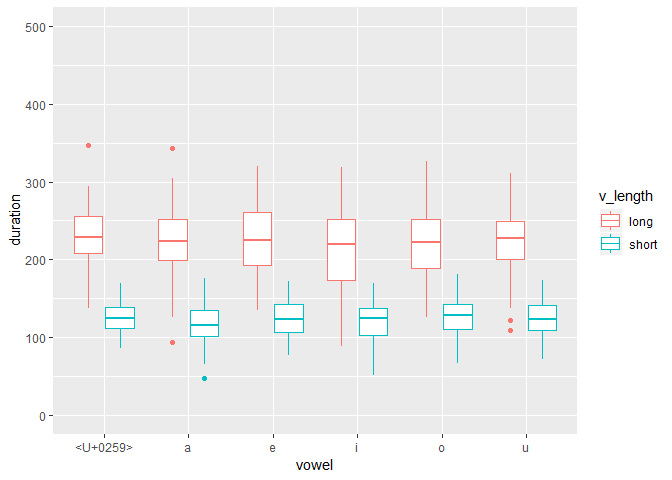 500
400
300
200
100
0
duration
<U+0259> a e i o u
vowel
v_length
long
short